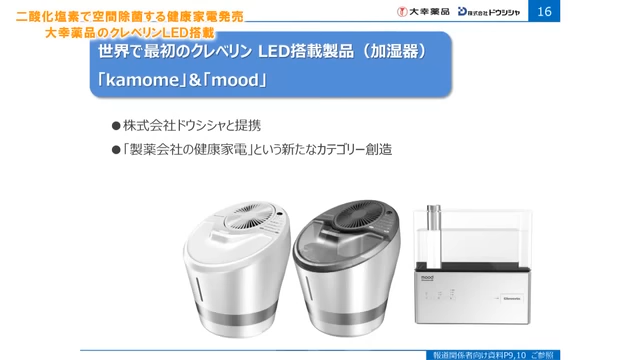 二酸化塩素で空間除菌する健康家電発売
大幸薬品のクレベリンLED搭載
大幸薬品
株式会社ドウシシャ
16
世界で最初のクレベリン LED搭載製品（加湿器）
「kamome」&「mood」
●株式会社ドウシシャと提携
●「製薬会社の健康家電」という新たなカテゴリー創造
mood
報道関係者向け資料P9,10 ご参照